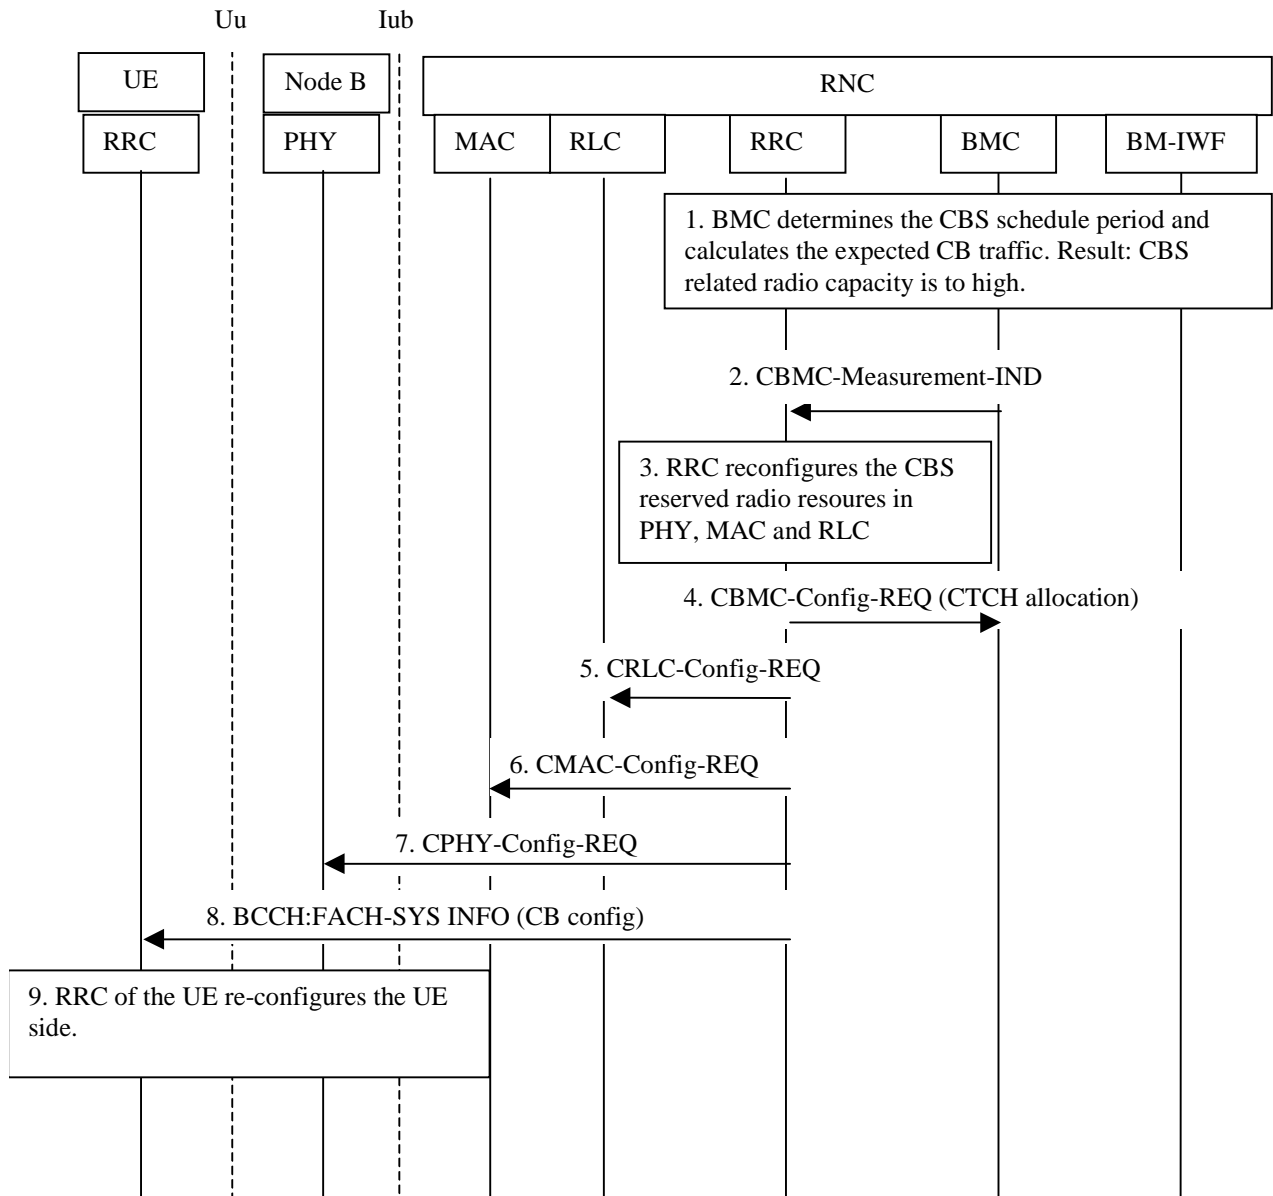 Uu Iub
UE Node B RNC
RRC PHY MAC RLC RRC BMC BM-IWF
1. BMC determines the CBS schedule period and
calculates the expected CB traffic. Result: CBS
related radio capacity is to high.
2. CBMC-Measurement-IND
3. RRC reconfigures the CBS
reserved radio resoures in
PHY, MAC and RLC
4. CBMC-Config-REQ (CTCH allocation)
5. CRLC-Config-REQ
6. CMAC-Config-REQ
7. CPHY-Config-REQ
8. BCCH:FACH-SYS INFO (CB config)
9. RRC of the UE re-configures the UE
side.